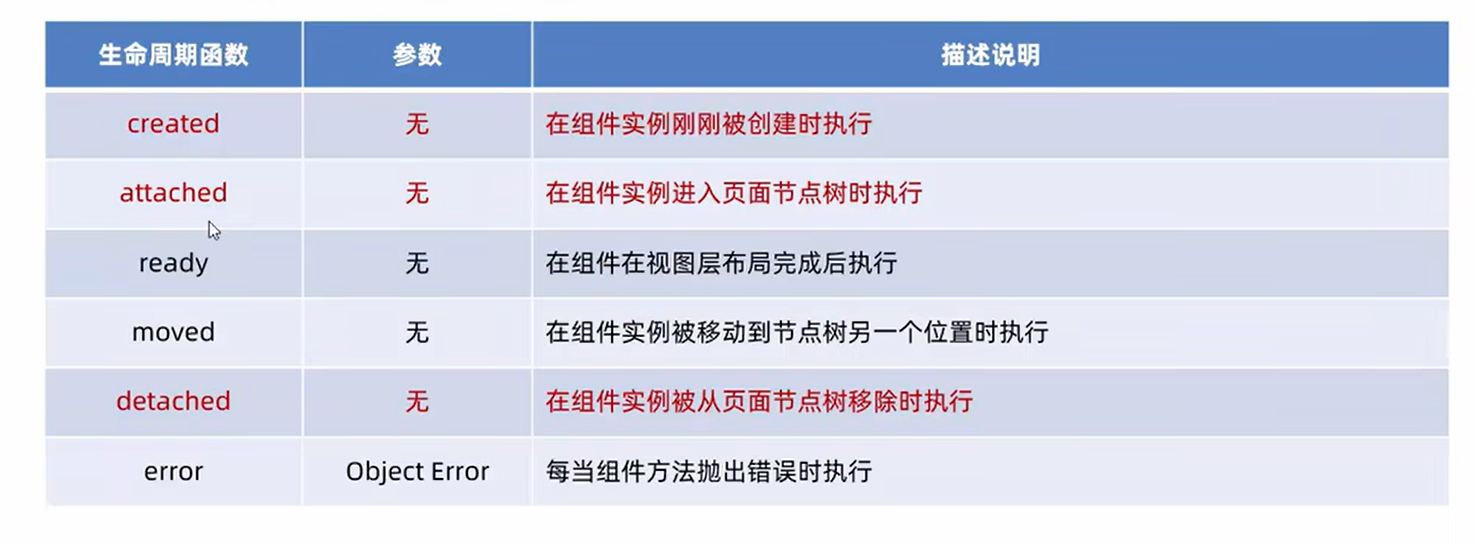 生命周期函数 参数 描述说明
created 无 在组件实例刚刚被创建时执行
attached 无 在组件实例进入页面节点树时执行
ready 无 在组件在视图层布局完成后执行
moved 无 在组件实例被移动到节点树另一个位置时执行
detached 无 在组件实例被从页面节点树移除时执行
error Object Error 每当组件方法抛出错误时执行